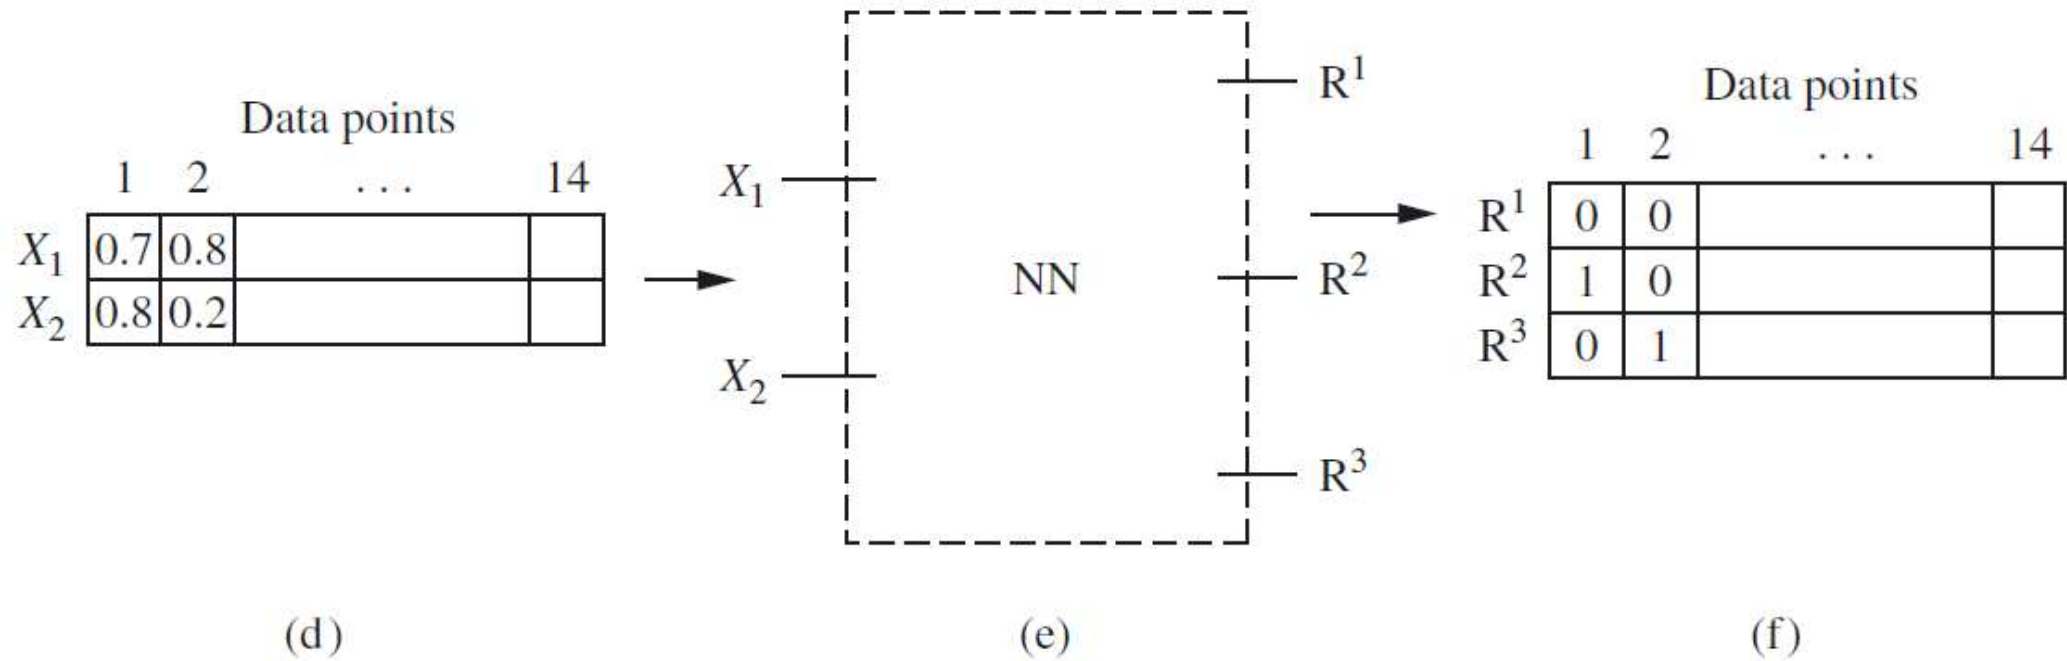 Data points
1 2 ... 14
X₁ 0.7 0.8
X₂ 0.8 0.2
(d)
X₁
X₂
NN
R¹
R²
R³
(e)
Data points
1 2 ... 14
R¹ 0 0
R² 1 0
R³ 0 1
(f)